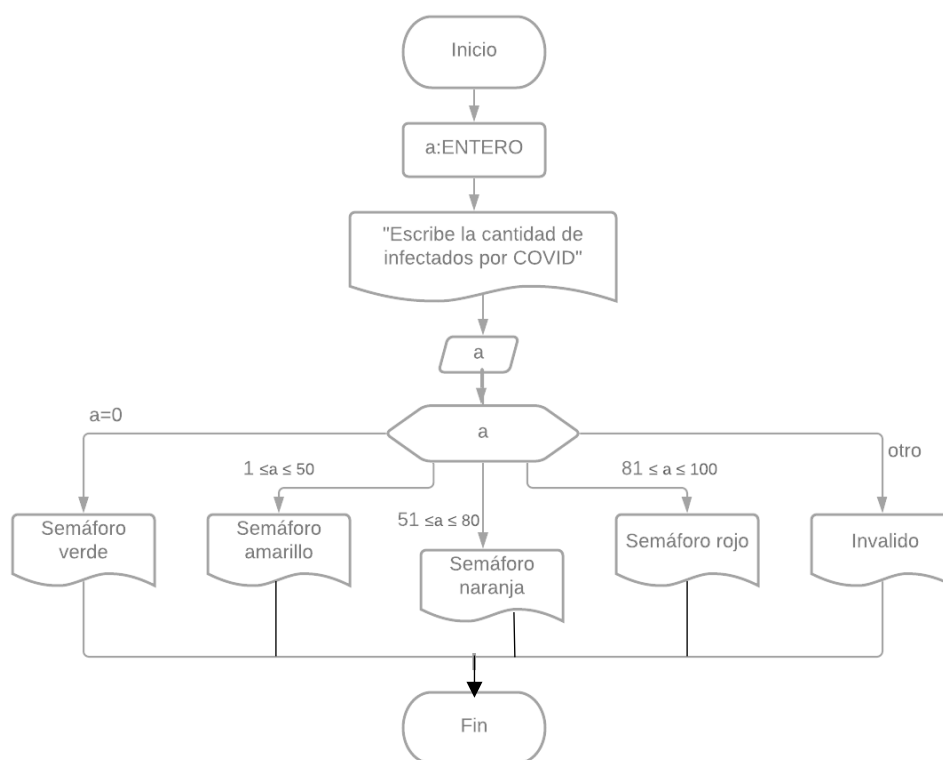 Inicio
a:ENTERO
"Escribe la cantidad de
infectados por COVID"
a
a
a=0
otro
1 ≤a ≤ 50
81 ≤ a ≤ 100
51 ≤a ≤ 80
Semáforo
verde
Semáforo
amarillo
Semáforo
naranja
Semáforo rojo
Invalido
Fin